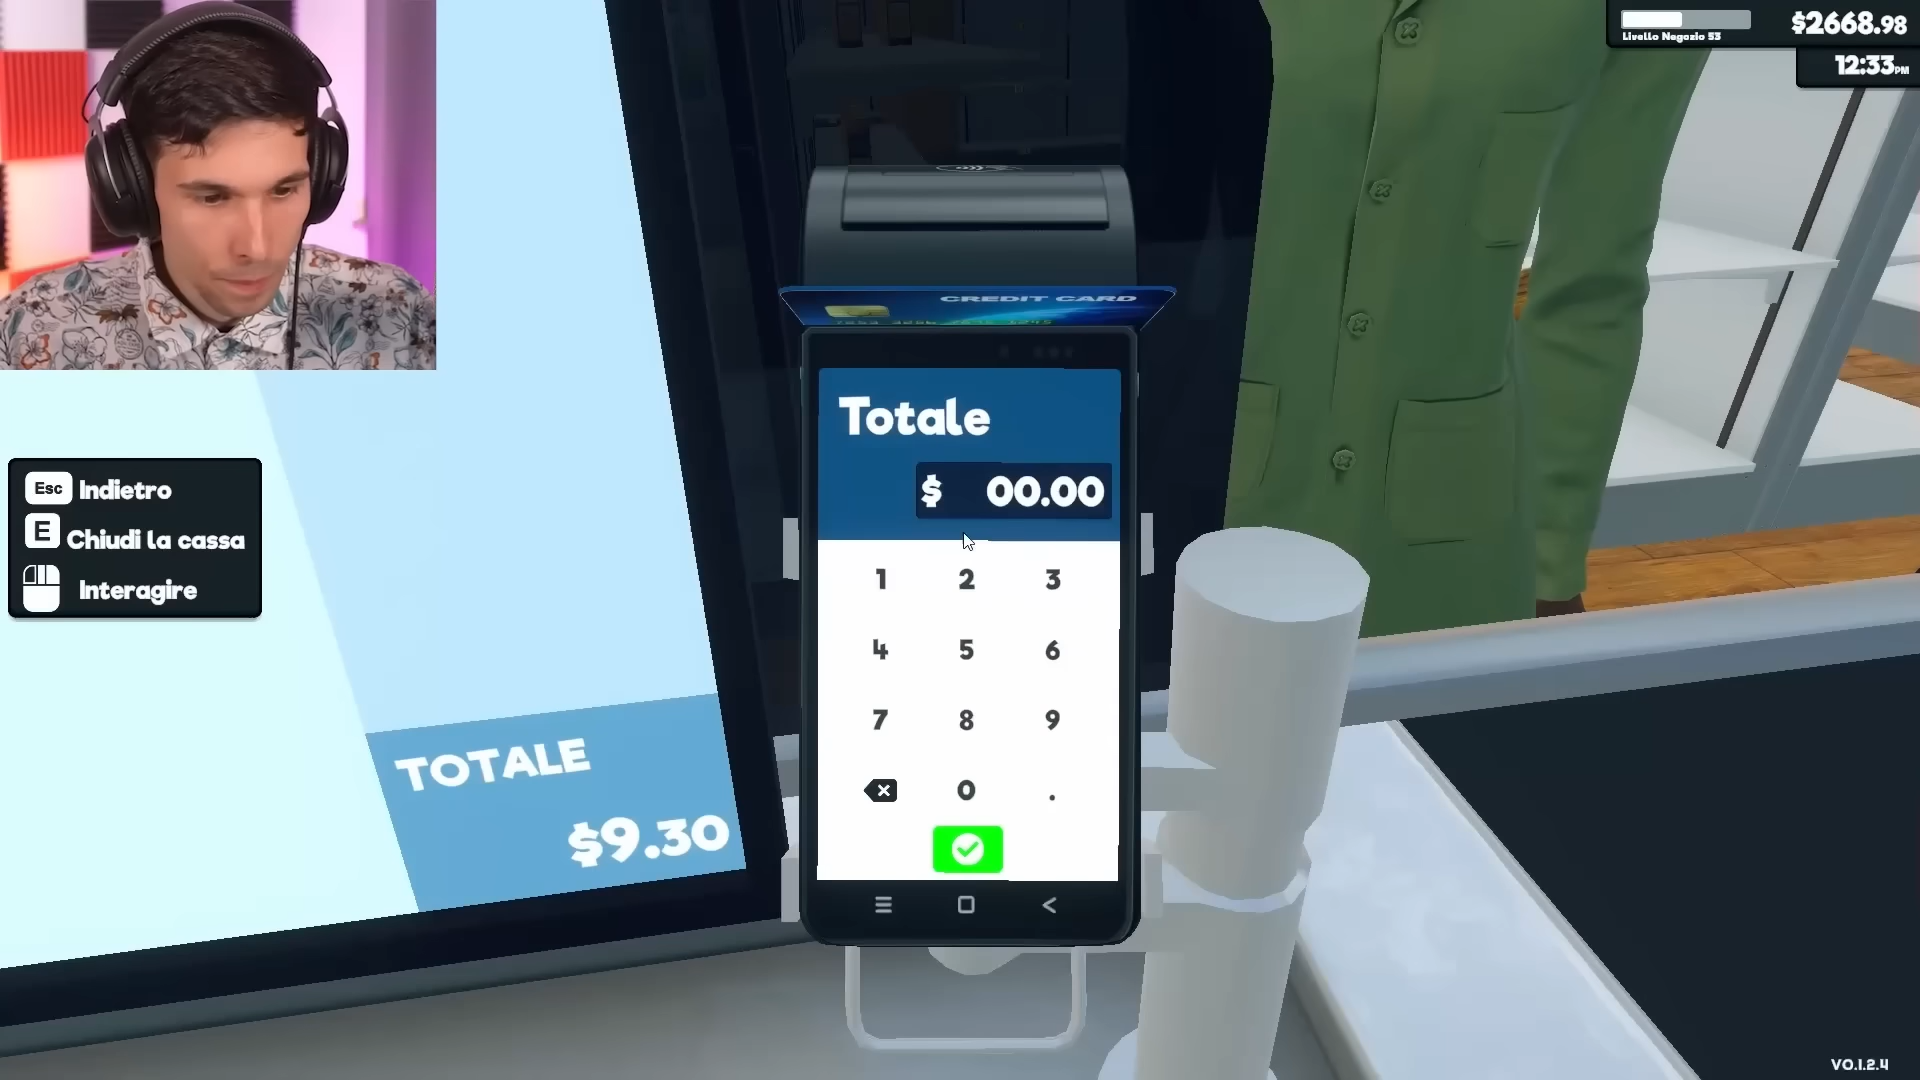 Livello Negozio 53
$2668.98
12:33PM
CREDIT CARD
Totale
$ 00.00
Esc Indietro
E Chiudi la cassa
Interagire
1 2 3
4 5 6
7 8 9
0 .
TOTALE
$9.30
V0.1.2.4